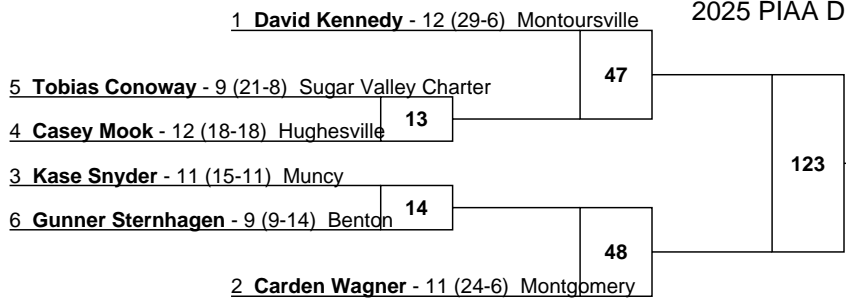 2025 PIAA D
1 David Kennedy - 12 (29-6) Montoursville
47
5 Tobias Conoway - 9 (21-8) Sugar Valley Charter
13
4 Casey Mook - 12 (18-18) Hughesville
123
3 Kase Snyder - 11 (15-11) Muncy
14
6 Gunner Sternhagen - 9 (9-14) Benton
48
2 Carden Wagner - 11 (24-6) Montgomery